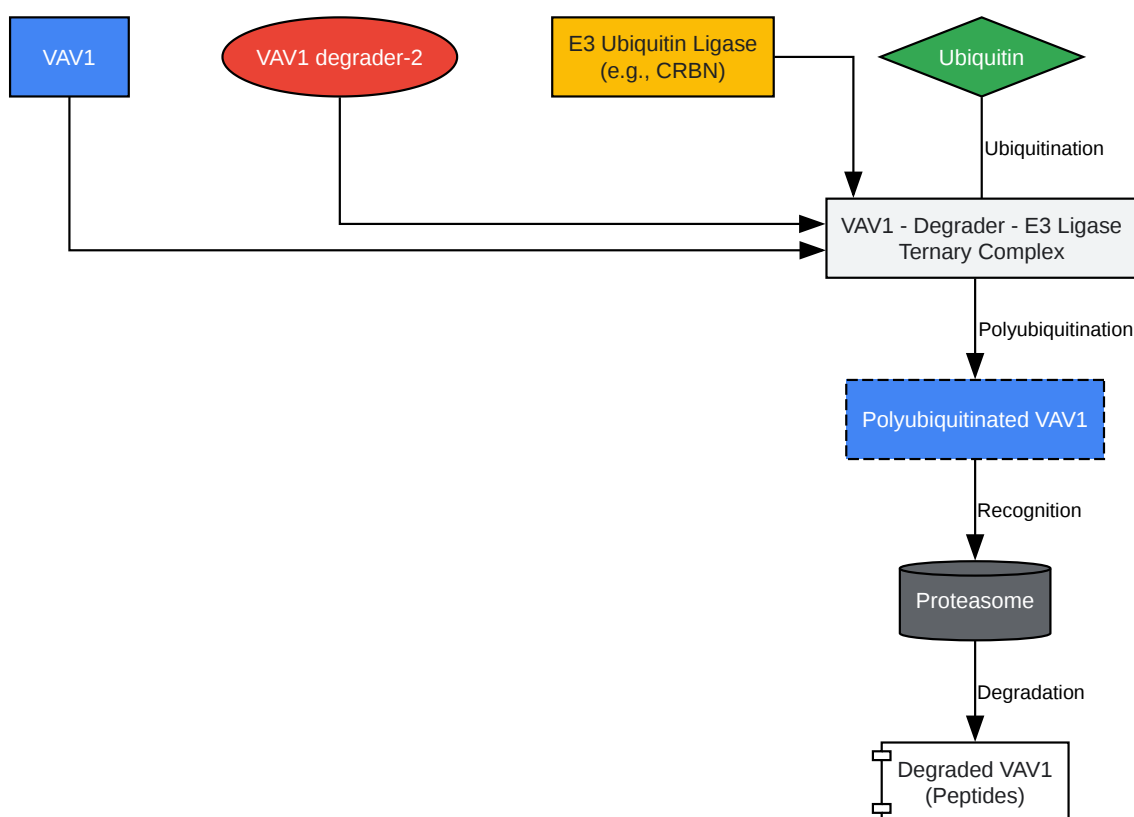 VAV1
VAV1 degrader-2
E3 Ubiquitin Ligase
(e.g., CRBN)
Ubiquitin
Ubiquitination
VAV1 - Degrader - E3 Ligase
Ternary Complex
Polyubiquitination
Polyubiquitinated VAV1
Recognition
Proteasome
Degradation
Degraded VAV1
(Peptides)